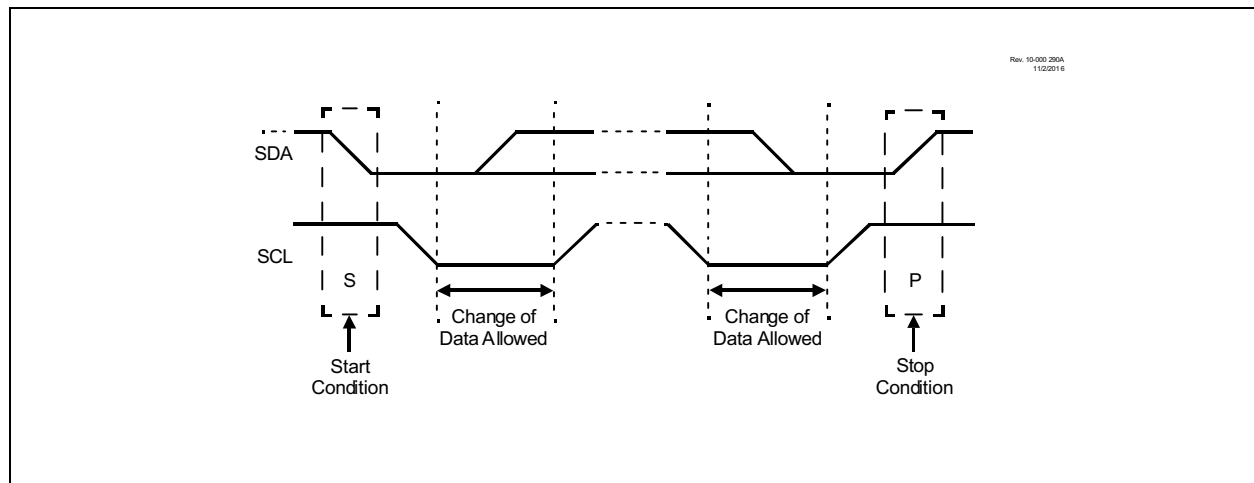 Rev. 10-000 290A
11/2/2016
SDA
SCL
S
P
Change of
Data Allowed
Change of
Data Allowed
Start
Condition
Stop
Condition